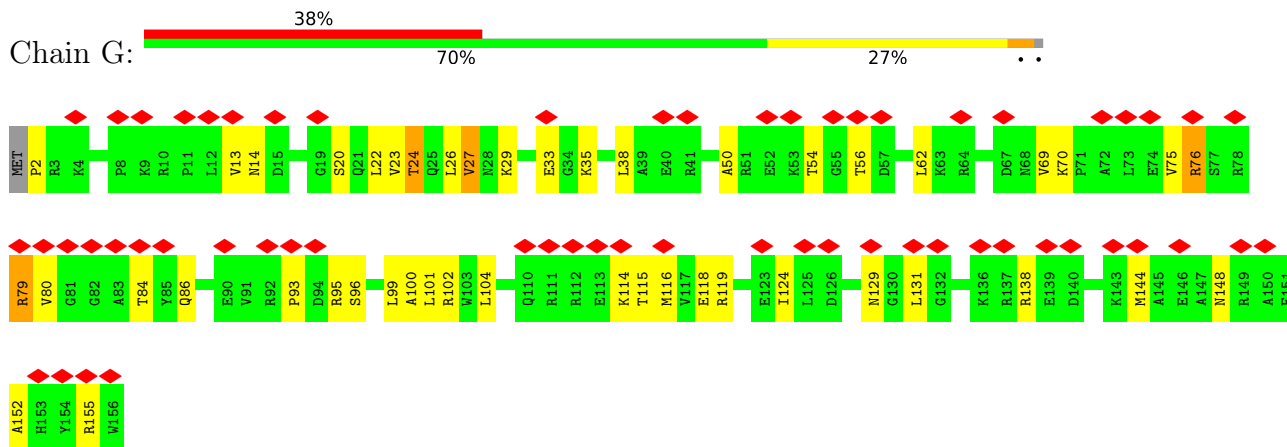 38%
Chain G:
70% 27% . .
MET P2 R3 K4 P8 K9 R10 P11 L12 V13 N14 D15 G19 S20 Q21 L22 V23 T24 Q25 L26 V27 N28 K29 E33 G34 K35 L38 A39 E40 R41 A50 R51 E52 K53 T54 G55 T56 D57 L62 K63 R64 D67 N68 V69 K70 P71 A72 L73 E74 V75 R76 S77 R78
R79 V80 G81 G82 A83 T84 Y85 Q86 E90 V91 R92 P93 D94 R95 S96 L99 A100 L101 R102 W103 L104 Q110 R111 R112 E113 K114 T115 M116 V117 E118 R119 E123 I124 L125 D126 N129 G130 L131 G132 K136 R137 R138 E139 D140 K143 M144 A145 E146 A147 N148 R149 A150 F151
A152 H153 Y154 R155 W156